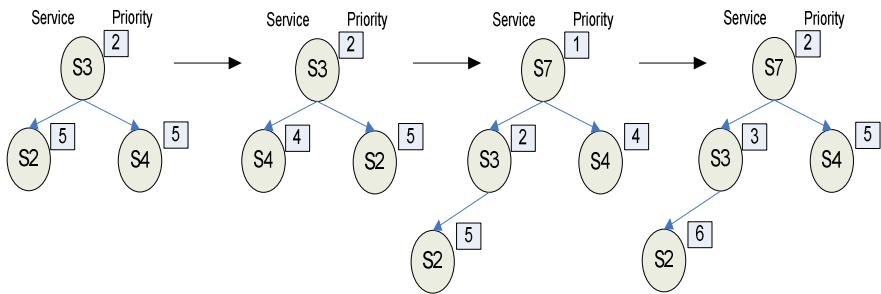 Service Priority
S3 2
S2 5
S4 5
Service Priority
S3 2
S4 4
S2 5
Service Priority
S7 1
S3 2
S4 4
S2 5
Service Priority
S7 2
S3 3
S4 5
S2 6